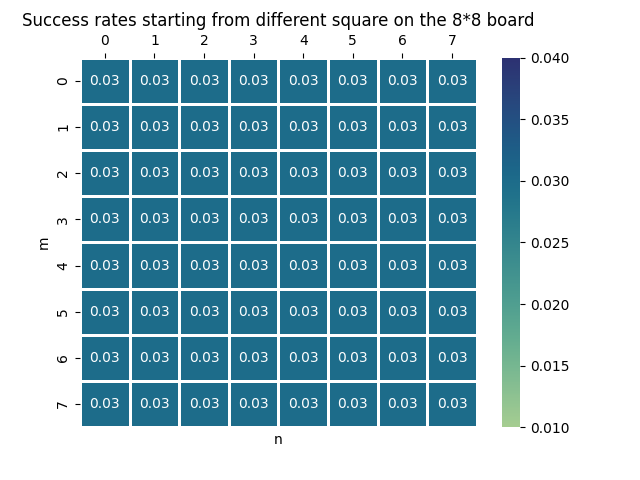 Success rates starting from different square on the 8*8 board
0 1 2 3 4 5 6 7
0 0.03 0.03 0.03 0.03 0.03 0.03 0.03 0.03
1 0.03 0.03 0.03 0.03 0.03 0.03 0.03 0.03
2 0.03 0.03 0.03 0.03 0.03 0.03 0.03 0.03
3 0.03 0.03 0.03 0.03 0.03 0.03 0.03 0.03
m
4 0.03 0.03 0.03 0.03 0.03 0.03 0.03 0.03
5 0.03 0.03 0.03 0.03 0.03 0.03 0.03 0.03
6 0.03 0.03 0.03 0.03 0.03 0.03 0.03 0.03
7 0.03 0.03 0.03 0.03 0.03 0.03 0.03 0.03
n
0.040
0.035
0.030
0.025
0.020
0.015
0.010